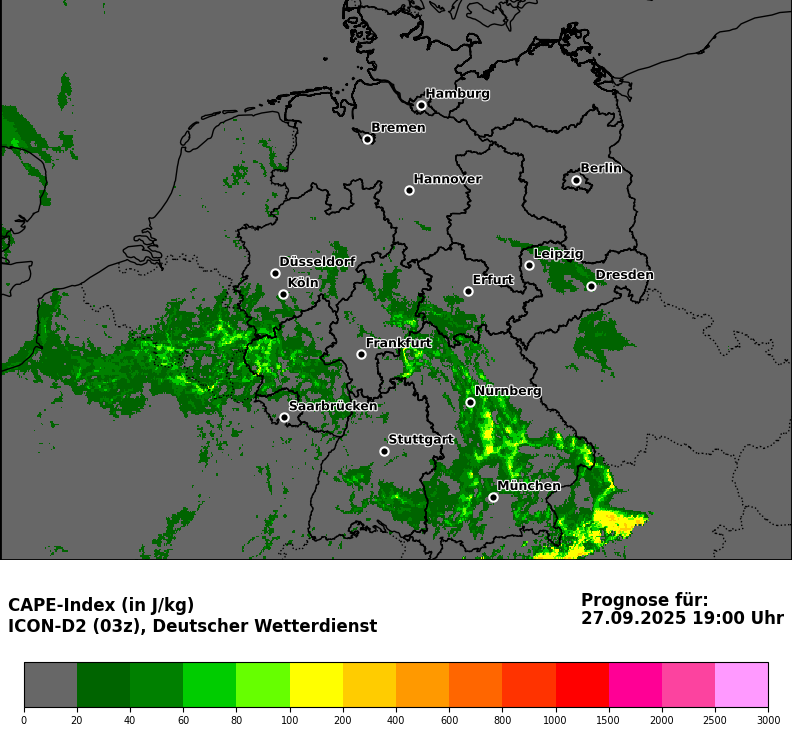 Hamburg
Bremen
Berlin
Hannover
Leipzig
Düsseldorf
Dresden
Köln
Erfurt
Frankfurt
Nürnberg
Saarbrücken
Stuttgart
München
CAPE-Index (in J/kg)
ICON-D2 (03z), Deutscher Wetterdienst
Prognose für:
27.09.2025 19:00 Uhr
0 20 40 60 80 100 200 400 600 800 1000 1500 2000 2500 3000